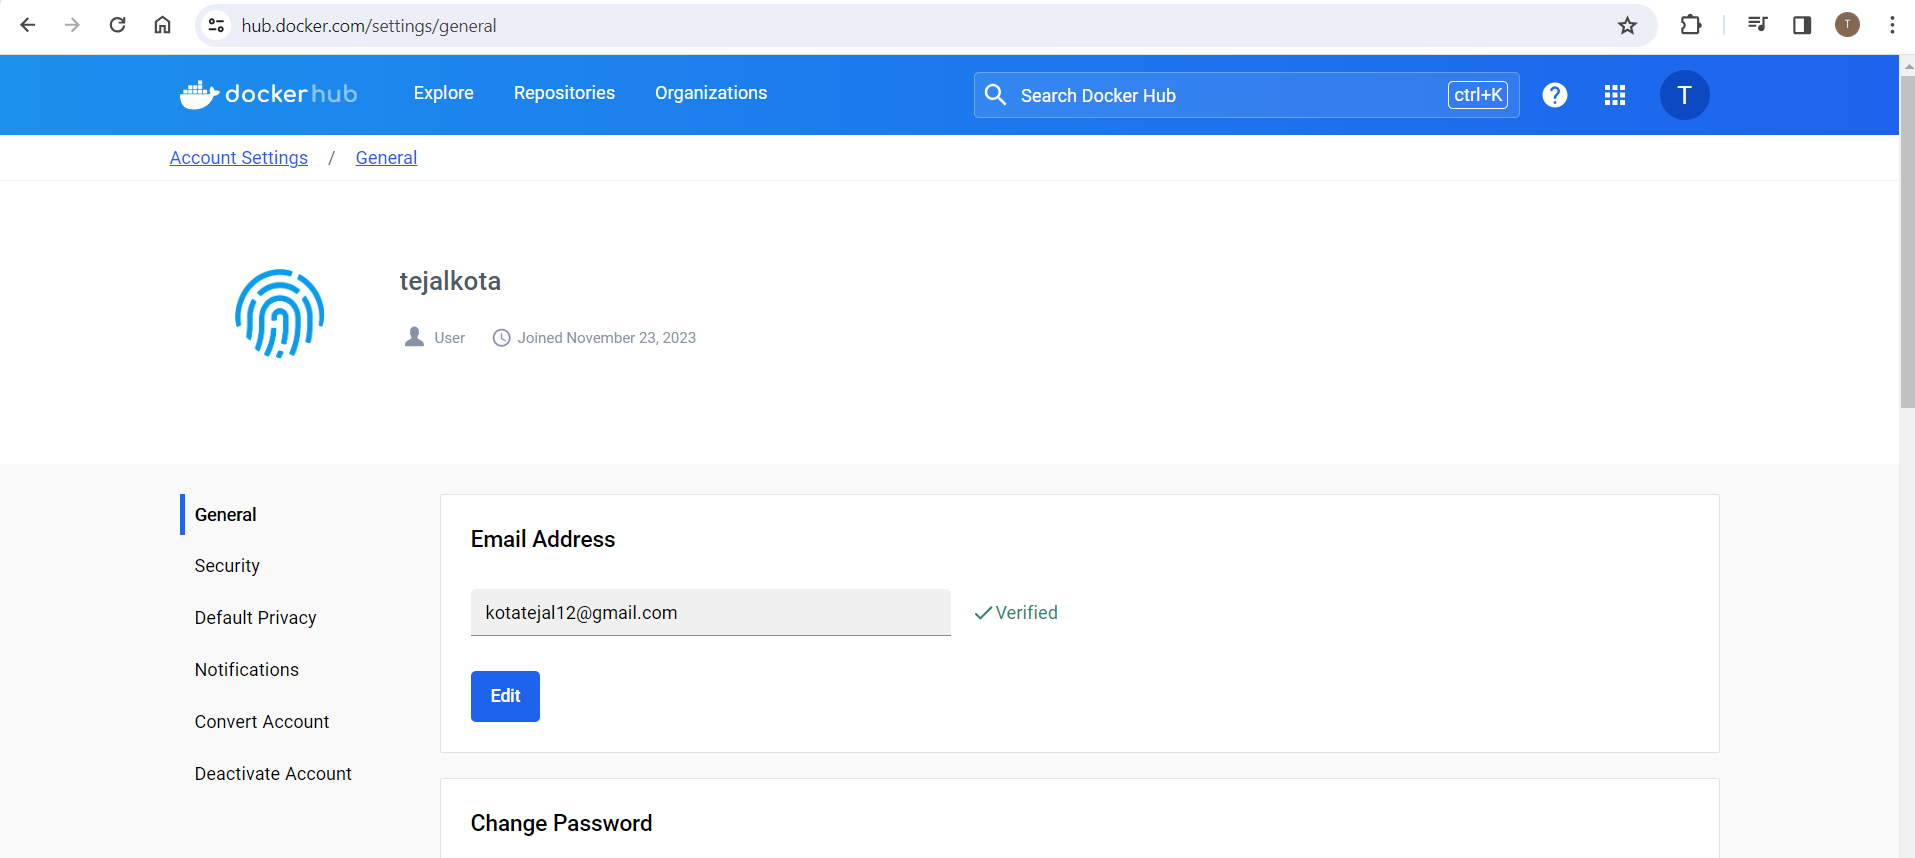 hub.docker.com/settings/general
T
dockerhub Explore Repositories Organizations Search Docker Hub ctrl+K ? T
Account Settings / General
tejalkota
User Joined November 23, 2023
General
Security
Default Privacy
Notifications
Convert Account
Deactivate Account
Email Address
kotatejal12@gmail.com Verified
Edit
Change Password